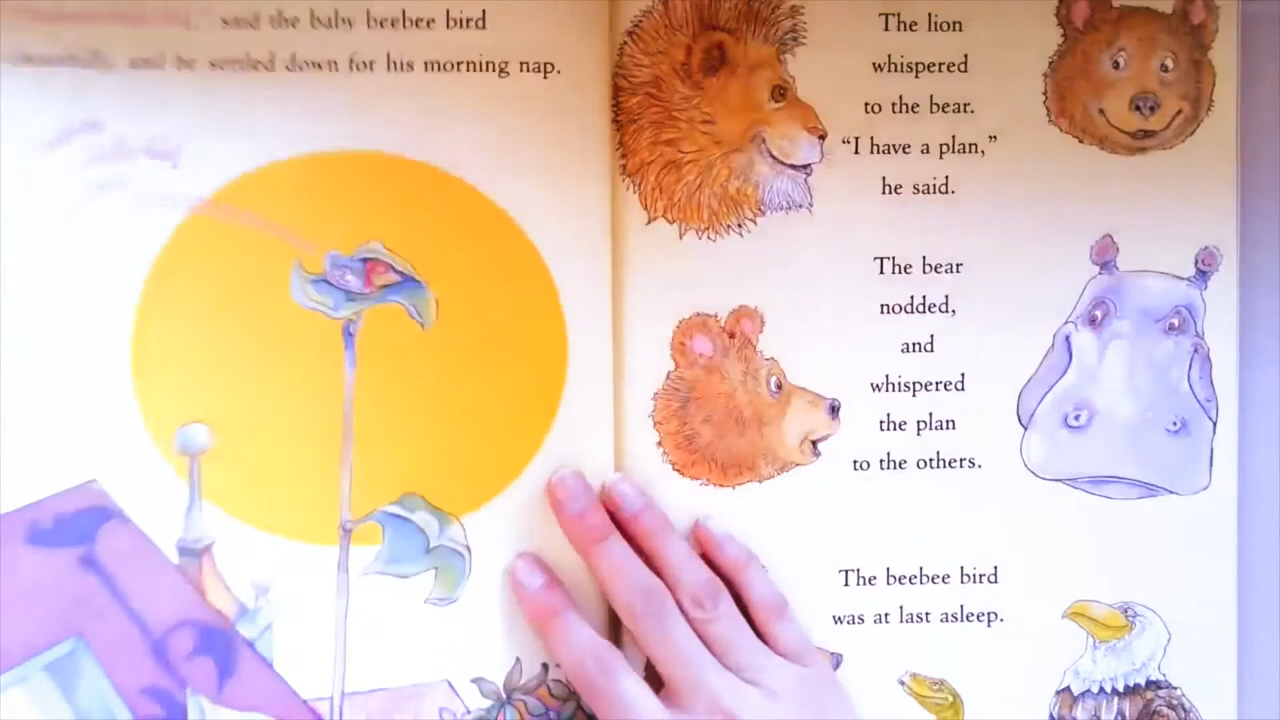 said the baby beebee bird
and he settled down for his morning nap.
The lion
whispered
to the bear.
“I have a plan,”
he said.
The bear
nodded,
and
whispered
the plan
to the others.
The beebee bird
was at last asleep.